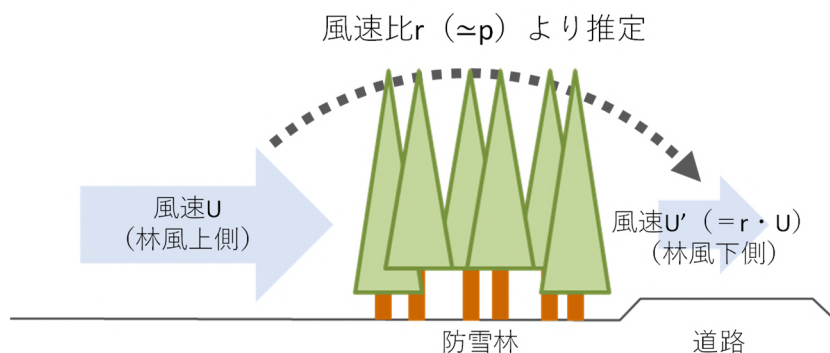 風速比r（≃p）より推定
風速U
（林風上側）
風速U’（＝r・U）
（林風下側）
防雪林
道路